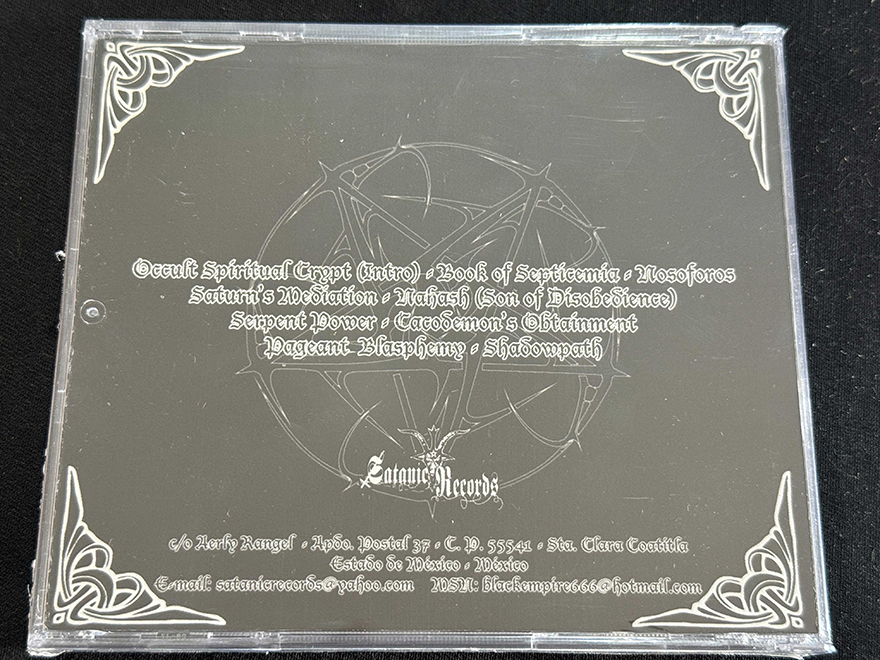 Occult Spiritual Crypt (Intro) - Book of Septicemia - Nosoforos
Saturn's Mediation - Nahash (Son of Disobedience)
Serpent Power - Cacodemon's Obtainment
Pageant Blasphemy - Shadowpath
Satanic Records
c/o Aerly Rangel - Apdo. Postal 37 - C. P. 55541 - Sta. Clara Coatitla
Estado de México - México
E-mail: satanicrecords@yahoo.com MSN: blackempire666@hotmail.com